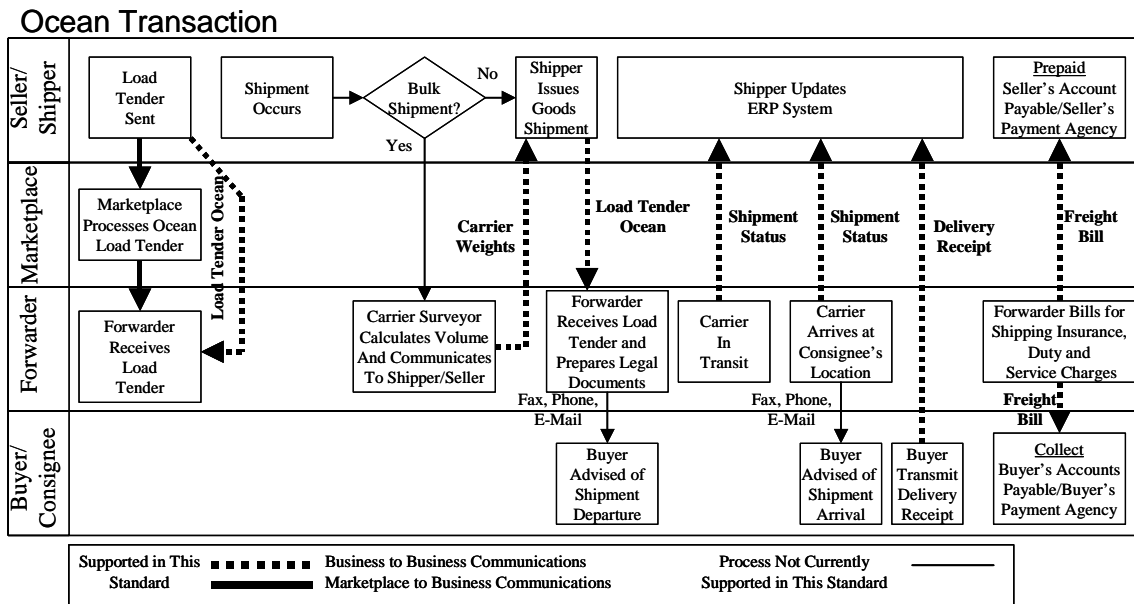 Ocean Transaction
Seller/
Shipper
Load
Tender
Sent
Shipment
Occurs
Bulk
Shipment?
No
Yes
Shipper
Issues
Goods
Shipment
Shipper Updates
ERP System
Prepaid
Seller's Account
Payable/Seller's
Payment Agency
Marketplace
Marketplace
Processes Ocean
Load Tender
Load Tender Ocean
Carrier
Weights
Load Tender
Ocean
Shipment
Status
Shipment
Status
Delivery
Receipt
Freight
Bill
Forwarder
Forwarder
Receives
Load
Tender
Carrier Surveyor
Calculates Volume
And Communicates
To Shipper/Seller
Forwarder
Receives Load
Tender and
Prepares Legal
Documents
Carrier
In
Transit
Carrier
Arrives at
Consignee's
Location
Forwarder Bills for
Shipping Insurance,
Duty and
Service Charges
Fax, Phone,
E-Mail
Fax, Phone,
E-Mail
Freight
Bill
Buyer/
Consignee
Buyer
Advised of
Shipment
Departure
Buyer
Advised of
Shipment
Arrival
Buyer
Transmit
Delivery
Receipt
Collect
Buyer's Accounts
Payable/Buyer's
Payment Agency
Supported in This
Standard
Business to Business Communications
Marketplace to Business Communications
Process Not Currently
Supported in This Standard